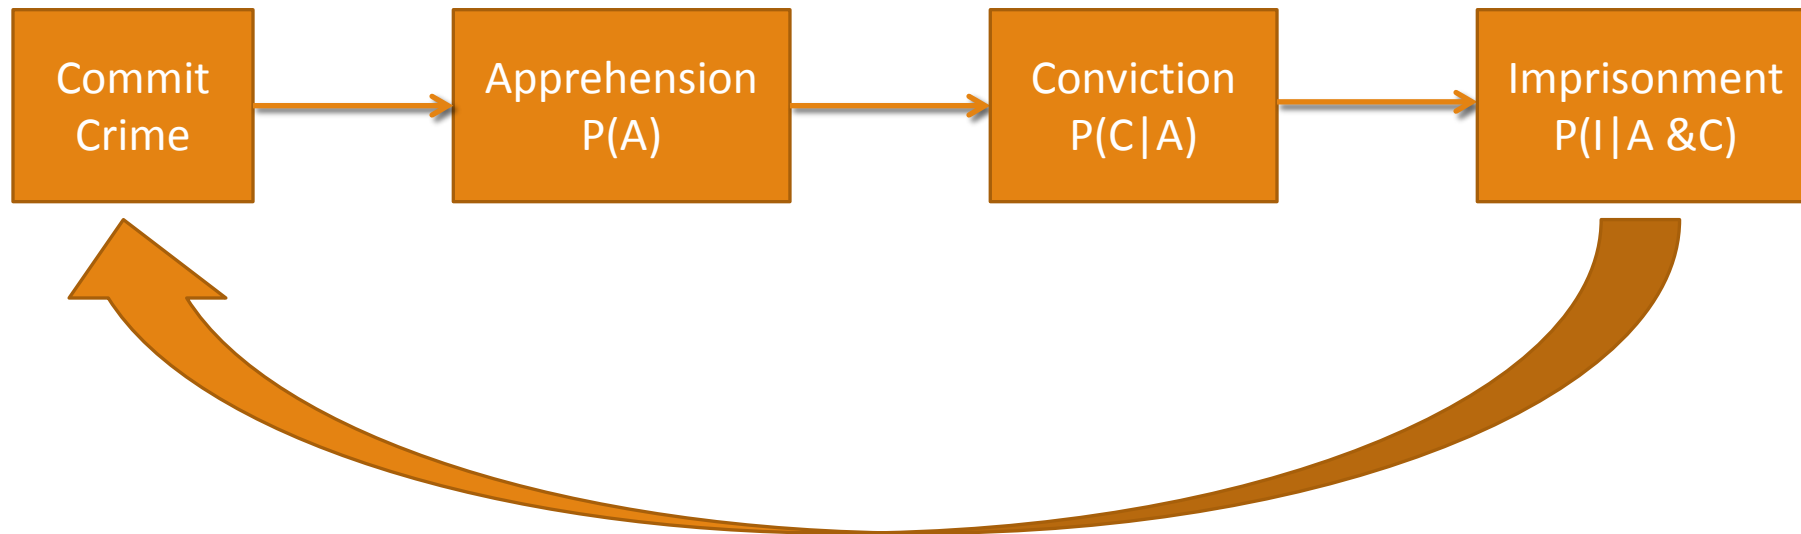 Commit
Crime
Apprehension
P(A)
Conviction
P(C|A)
Imprisonment
P(I|A &C)